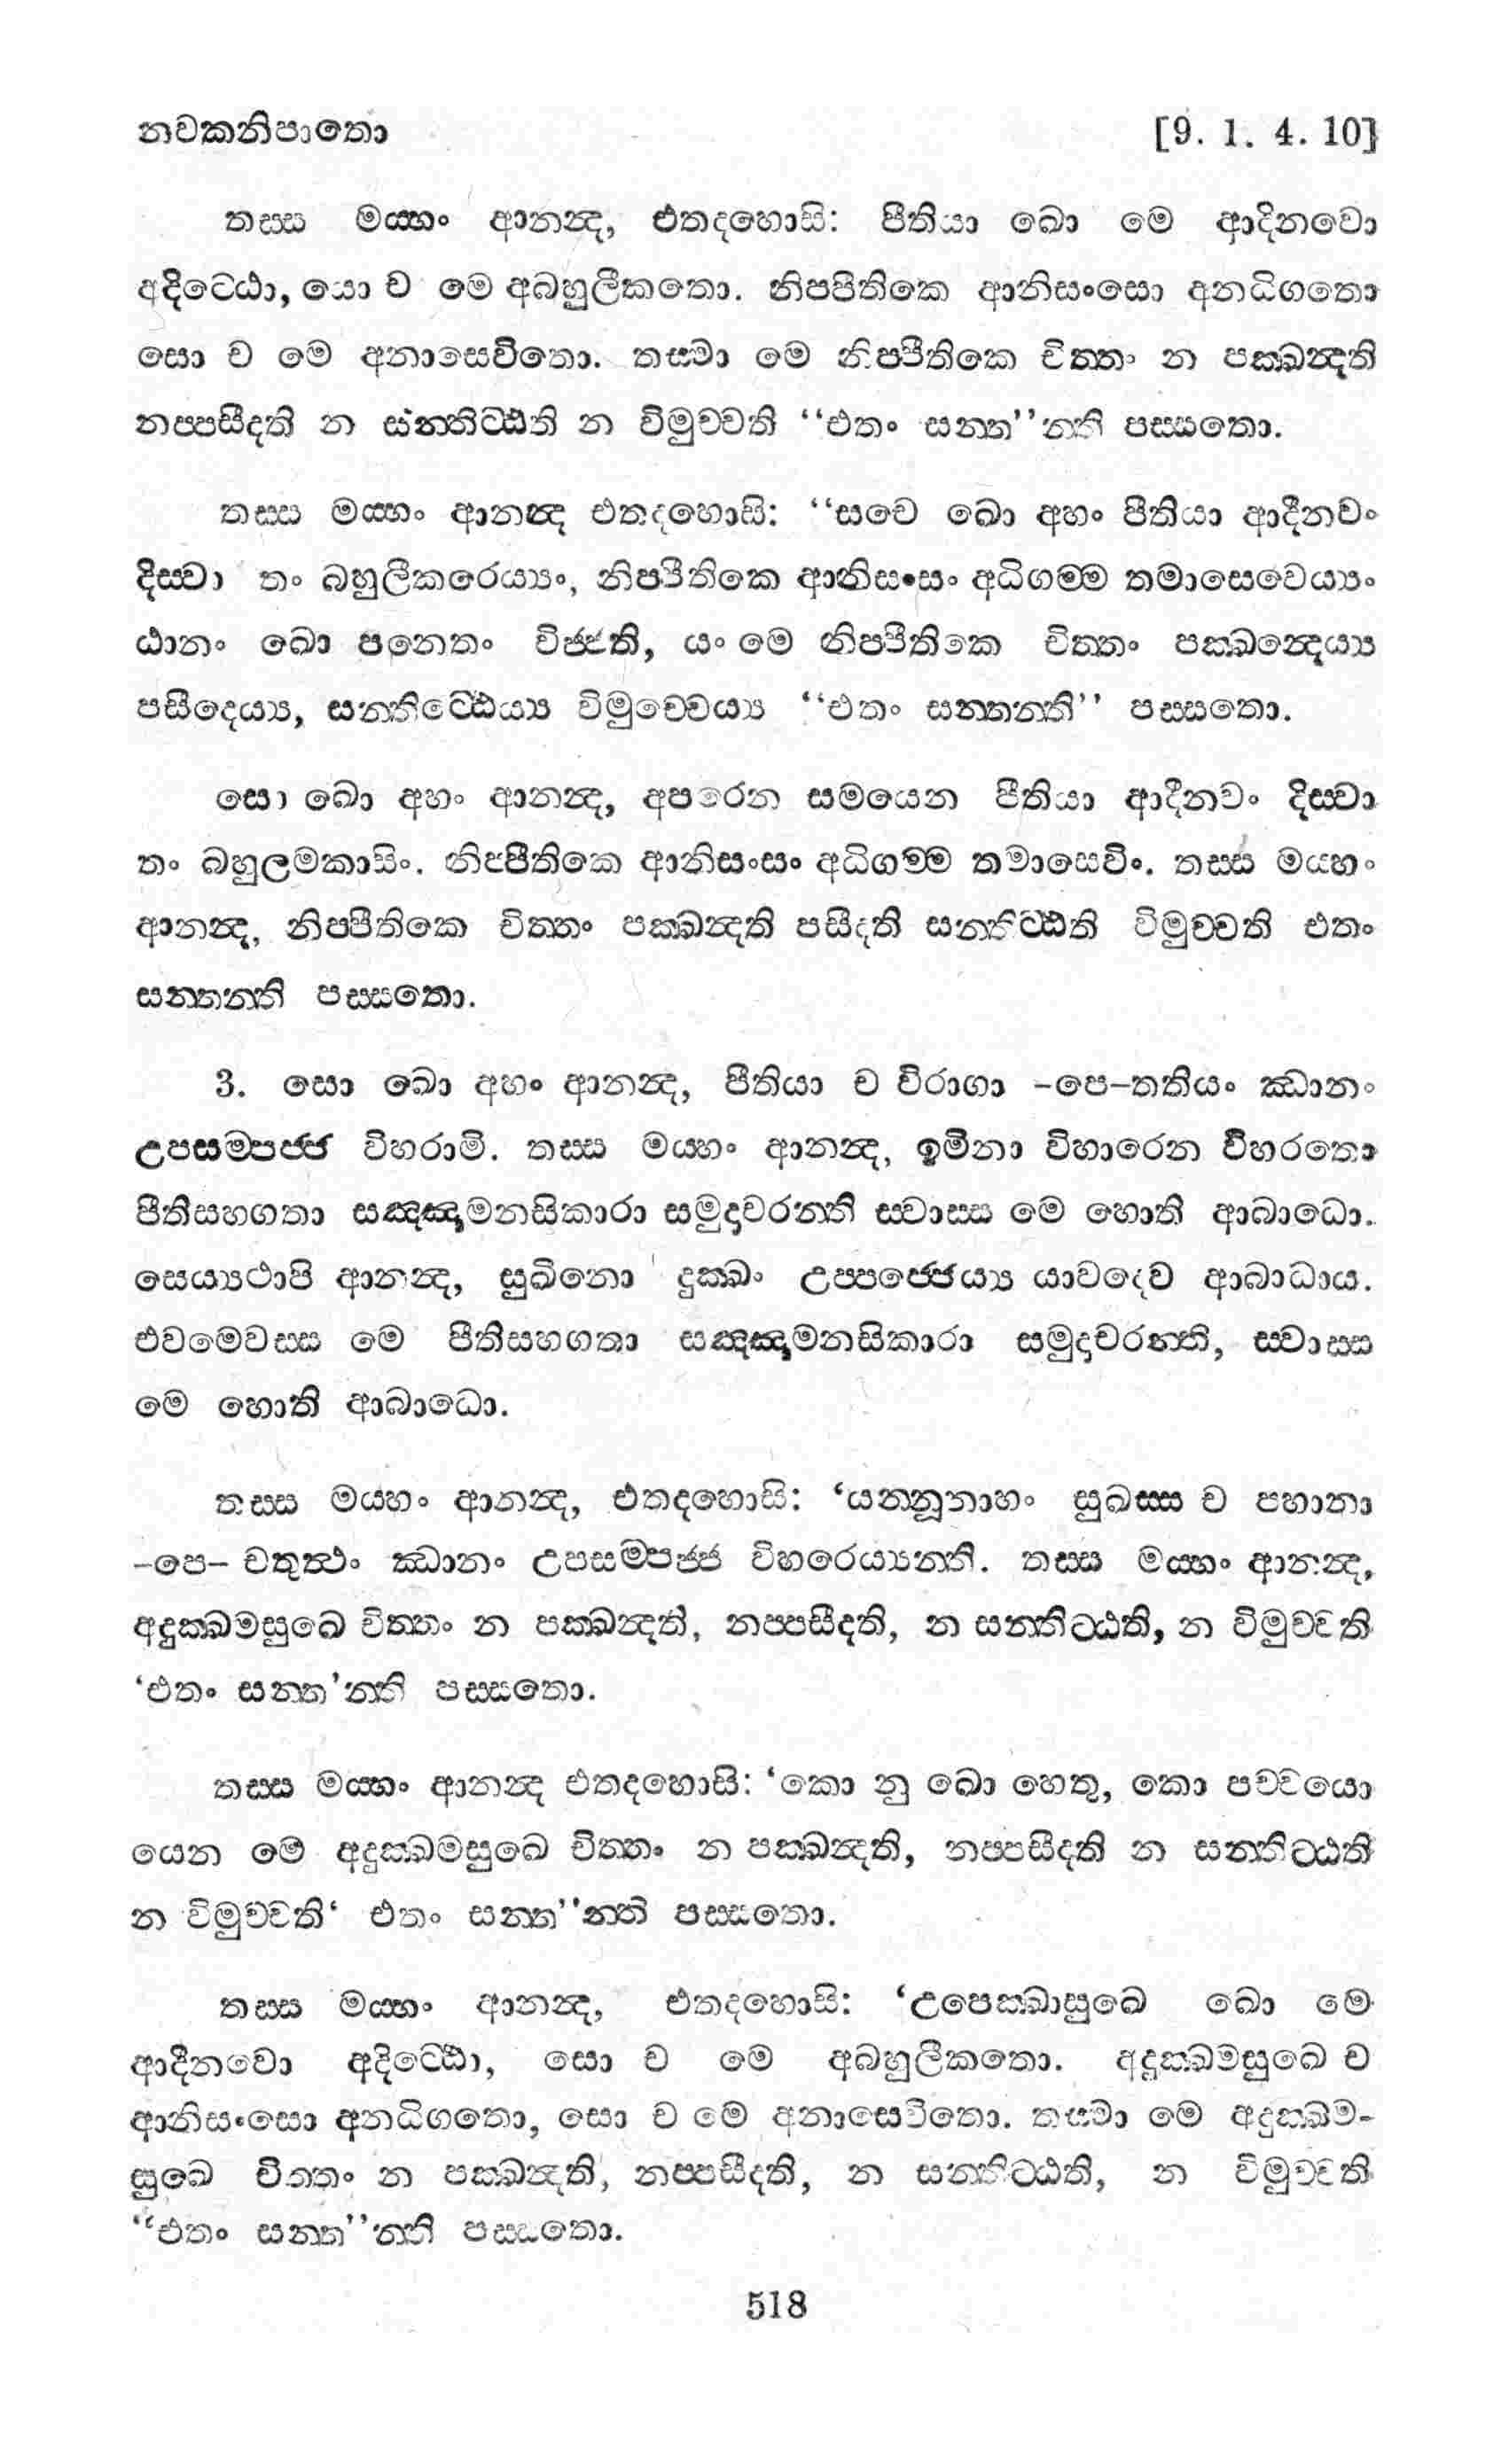 නවකනිපාතො [9. 1. 4. 10]
තස්ස මය්හං ආනන්ද, එතදහොසි: පීතියා ඛො මෙ ආදිනවො
අදිට්ඨො, යො ච මෙ අබහුලීකතො. නිප්පීතිකෙ ආනිසංසො අනධිගතො
සො ච මෙ අනාසෙවිතො. තස්මා මෙ නිප්පීතිකෙ චිත්තං න පක්ඛන්දති
නප්පසීදති න සන්තිට්ඨති න විමුච්චති “එතං සන්ත”න්ති පස්සතො.
තස්ස මය්හං ආනන්ද එතදහොසි: “සචෙ ඛො අහං පීතියා ආදීනවං
දිස්වා තං බහුලීකරෙය්‍යං, නිප්පීතිකෙ ආනිසංසං අධිගම්ම තමාසෙවෙය්‍යං
ඨානං ඛො පනෙතං විජ්ජති, යං මෙ නිප්පීතිකෙ චිත්තං පක්ඛන්දෙය්‍ය
පසීදෙය්‍ය, සන්තිට්ඨෙය්‍ය විමුච්චෙය්‍ය “එතං සන්තන්ති” පස්සතො.
සො ඛො අහං ආනන්ද, අපරෙන සමයෙන පීතියා ආදීනවං දිස්වා
තං බහුලමකාසිං. නිප්පීතිකෙ ආනිසංසං අධිගම්ම තමාසෙවිං. තස්ස මය්හං
ආනන්ද, නිප්පීතිකෙ චිත්තං පක්ඛන්දති පසීදති සන්තිට්ඨති විමුච්චති එතං
සන්තන්ති පස්සතො.
3. සො ඛො අහං ආනන්ද, පීතියා ච විරාගා –පෙ–තතියං ඣානං
උපසම්පජ්ජ විහරාමි. තස්ස මය්හං ආනන්ද, ඉමිනා විහාරෙන විහරතො
පීතිසහගතා සඤ්ඤාමනසිකාරා සමුදාචරන්ති ස්වාස්ස මෙ හොති ආබාධො.
සෙය්‍යථාපි ආනන්ද, සුඛිනො දුක්ඛං උප්පජ්ජෙය්‍ය යාවදෙව ආබාධාය.
එවමෙවස්ස මෙ පීතිසහගතා සඤ්ඤාමනසිකාරා සමුදාචරන්ති, ස්වාස්ස
මෙ හොති ආබාධො.
තස්ස මය්හං ආනන්ද, එතදහොසි: ‘යන්නූනාහං සුඛස්ස ච පහානා
–පෙ– චතුත්ථං ඣානං උපසම්පජ්ජ විහරෙය්‍යන්ති. තස්ස මය්හං ආනන්ද,
අදුක්ඛමසුඛෙ චිත්තං න පක්ඛන්දති, නප්පසීදති, න සන්තිට්ඨති, න විමුච්චති
‘එතං සන්ත’න්ති පස්සතො.
තස්ස මය්හං ආනන්ද එතදහොසි: ‘කො නු ඛො හෙතු, කො පච්චයො
යෙන මෙ අදුක්ඛමසුඛෙ චිත්තං න පක්ඛන්දති, නප්පසීදති න සන්තිට්ඨති
න විමුච්චති‘ එතං සන්ත”න්ති පස්සතො.
තස්ස මය්හං ආනන්ද, එතදහොසි: ‘උපෙක්ඛාසුඛෙ ඛො මෙ
ආදීනවො අදිට්ඨො, සො ච මෙ අබහුලීකතො. අදුක්ඛමසුඛෙ ච
ආනිසංසො අනධිගතො, සො ච මෙ අනාසෙවිතො. තස්මා මෙ අදුක්ඛම-
සුඛෙ චිත්තං න පක්ඛන්දති, නප්පසීදති, න සන්තිට්ඨති, න විමුච්චති
“එතං සන්ත”න්ති පස්සතො.
518